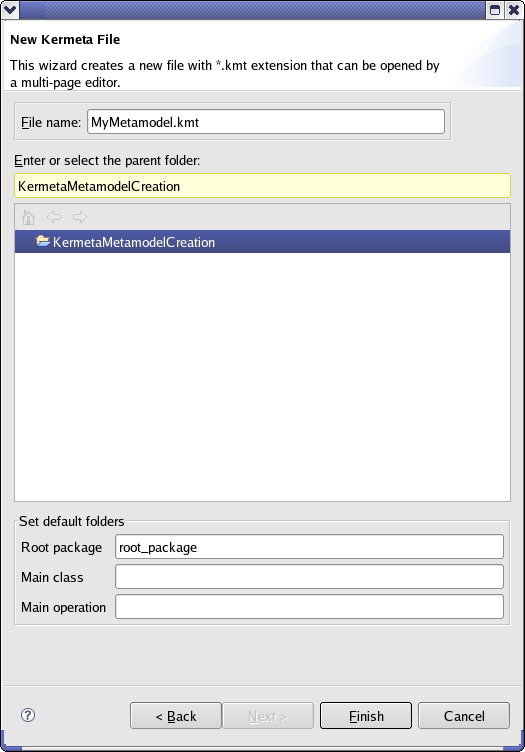 New Kermeta File
This wizard creates a new file with *.kmt extension that can be opened by
a multi-page editor.
File name: MyMetamodel.kmt
Enter or select the parent folder:
KermetaMetamodelCreation
KermetaMetamodelCreation
Set default folders
Root package root_package
Main class
Main operation
? < Back Next > Finish Cancel